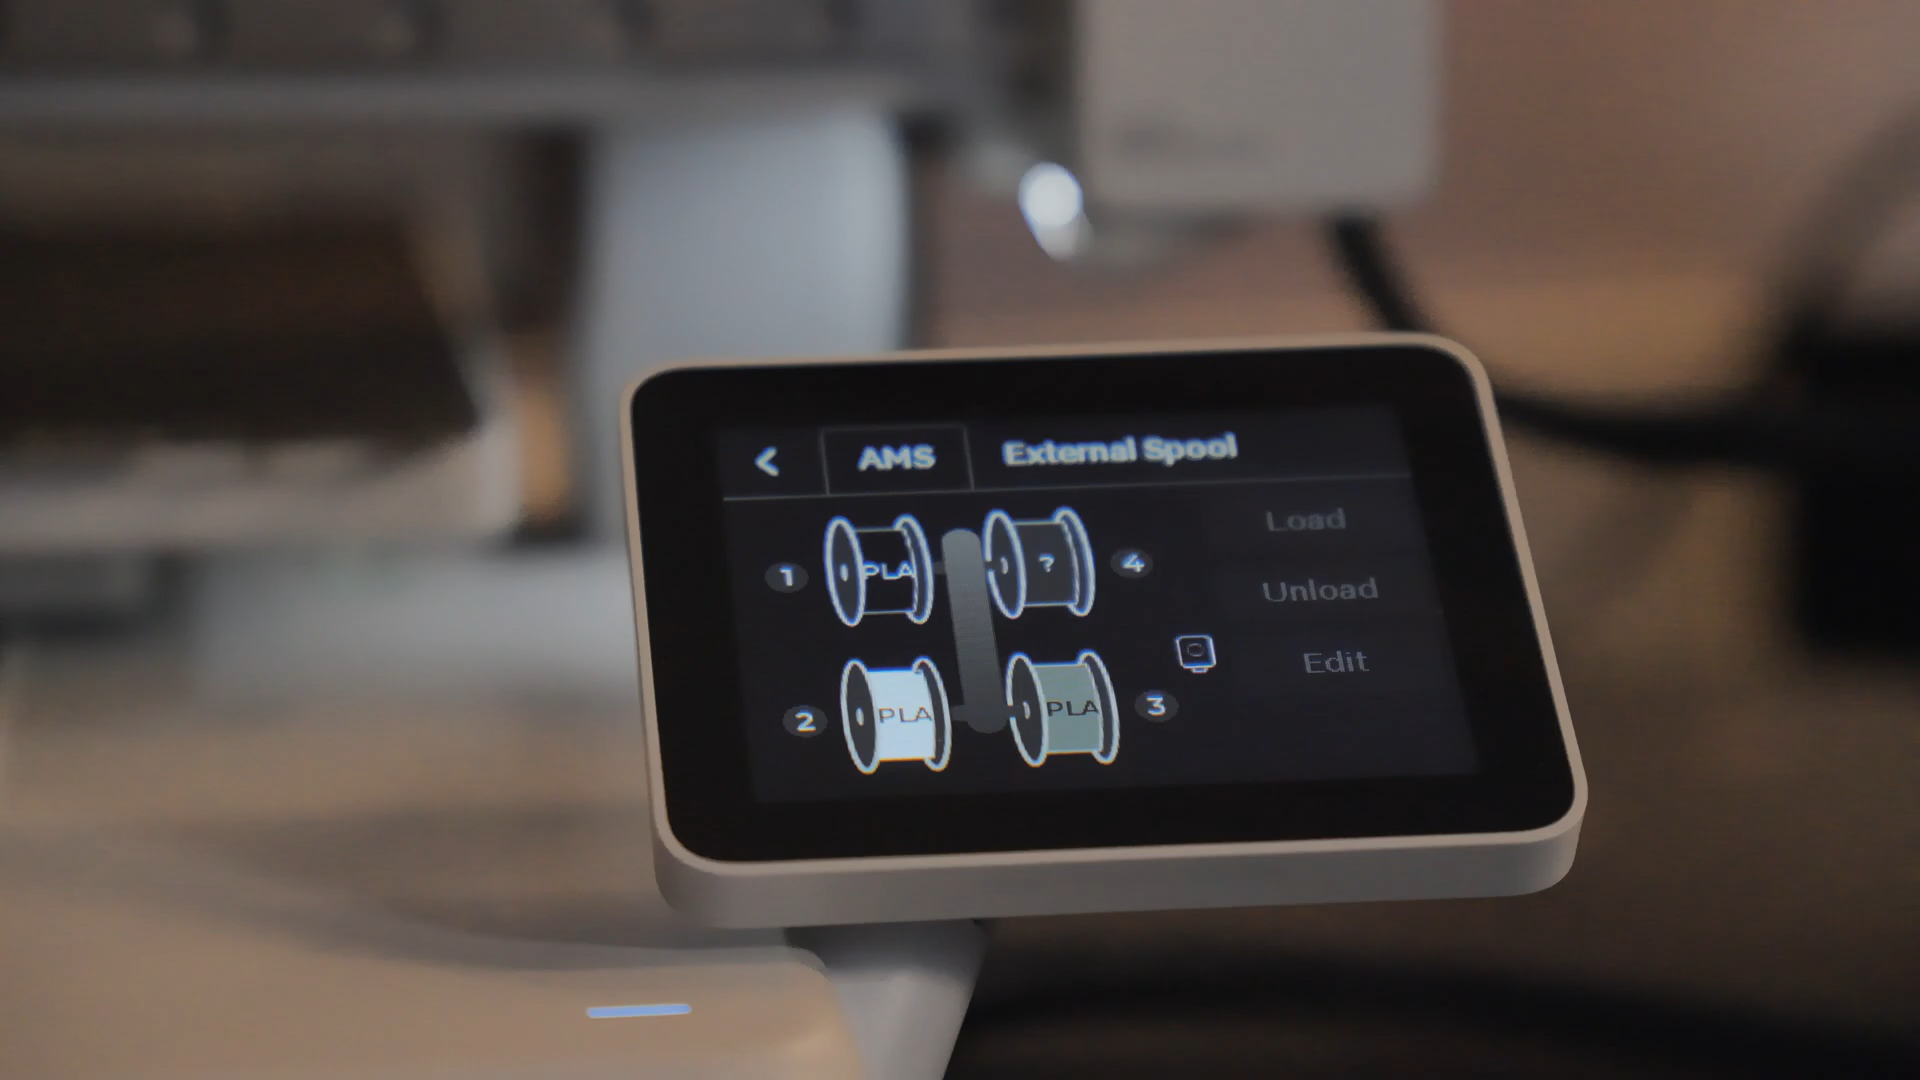 < AMS External Spool
1 PLA ? 4 Load
Unload
2 PLA PLA 3 Edit